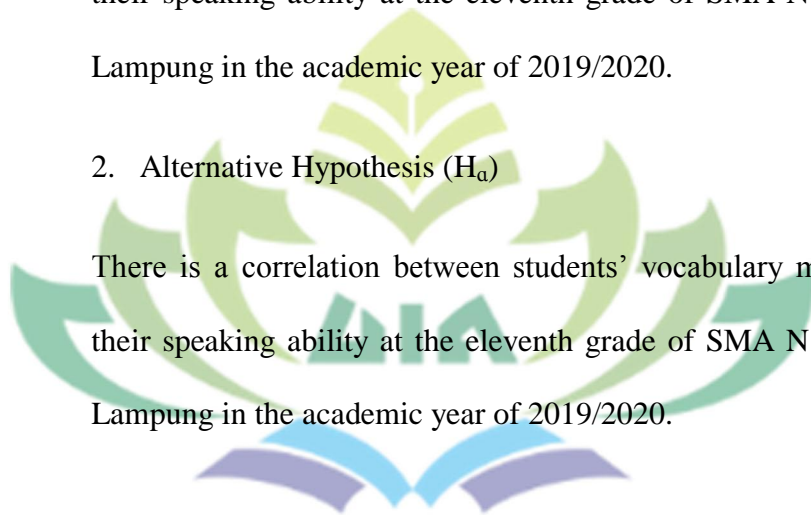 their speaking ability at the eleventh grade of SMA N
Lampung in the academic year of 2019/2020.
2. Alternative Hypothesis (Hɑ)
There is a correlation between students’ vocabulary
their speaking ability at the eleventh grade of SMA N
Lampung in the academic year of 2019/2020.